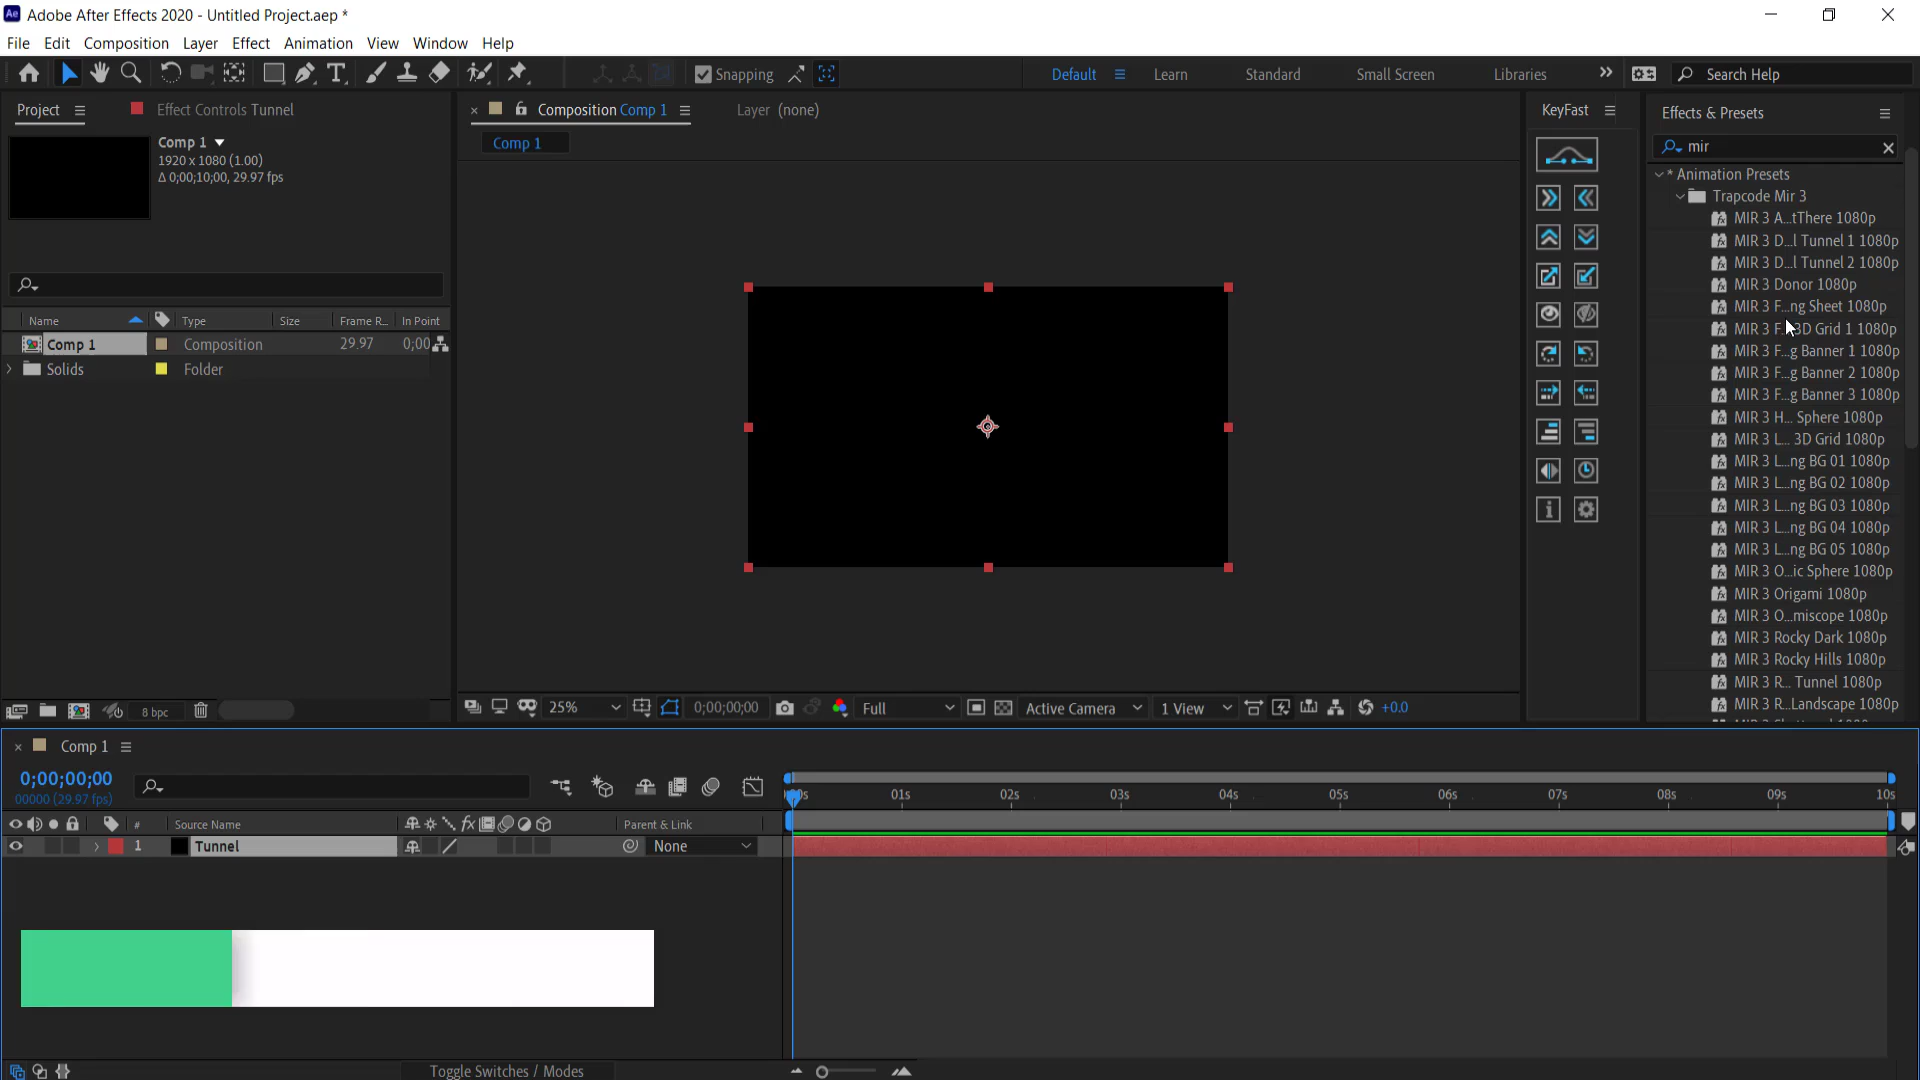 Adobe After Effects 2020 - Untitled Project.aep *
File Edit Composition Layer Effect Animation View Window Help
Snapping
Default Learn Standard Small Screen Libraries Search Help
Project Effect Controls Tunnel
Composition Comp 1 Layer (none)
KeyFast
Effects & Presets
Comp 1
1920 x 1080 (1.00)
Δ 0;00;10;00, 29.97 fps
Comp 1
mir
* Animation Presets
Trapcode Mir 3
MIR 3 A...tThere 1080p
MIR 3 D...l Tunnel 1 1080p
MIR 3 D...l Tunnel 2 1080p
MIR 3 Donor 1080p
MIR 3 F...ng Sheet 1080p
MIR 3 F...3D Grid 1 1080p
MIR 3 F...g Banner 1 1080p
MIR 3 F...g Banner 2 1080p
MIR 3 F...g Banner 3 1080p
MIR 3 H... Sphere 1080p
MIR 3 L... 3D Grid 1080p
MIR 3 L...ng BG 01 1080p
MIR 3 L...ng BG 02 1080p
MIR 3 L...ng BG 03 1080p
MIR 3 L...ng BG 04 1080p
MIR 3 L...ng BG 05 1080p
MIR 3 O...ic Sphere 1080p
MIR 3 Origami 1080p
MIR 3 O...miscope 1080p
MIR 3 Rocky Dark 1080p
MIR 3 Rocky Hills 1080p
MIR 3 R... Tunnel 1080p
MIR 3 R...Landscape 1080p
Name Type Size Frame R... In Point
Comp 1 Composition 29.97 0;00
Solids Folder
8 bpc
25% 0;00;00;00 Full Active Camera 1 View +0.0
Comp 1
0;00;00;00
00000 (29.97 fps)
01s 02s 03s 04s 05s 06s 07s 08s 09s 10s
# Source Name Parent & Link
1 Tunnel None
Toggle Switches / Modes